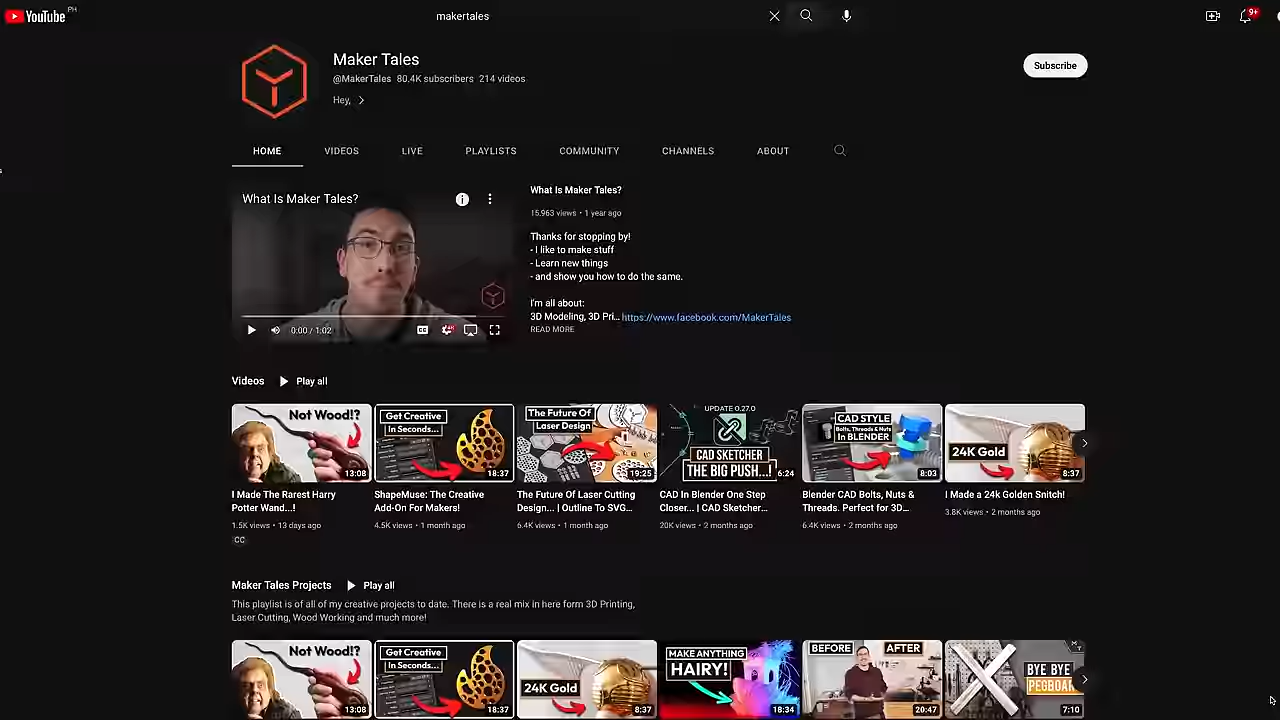 YouTube PH
makertales
9+
Maker Tales
@MakerTales 80.4K subscribers 214 videos
Hey,
Subscribe
HOME VIDEOS LIVE PLAYLISTS COMMUNITY CHANNELS ABOUT
What Is Maker Tales?
0:00 / 1:02
What Is Maker Tales?
15,963 views • 1 year ago
Thanks for stopping by!
- I like to make stuff
- Learn new things
- and show you how to do the same.
I'm all about:
3D Modeling, 3D Pri... https://www.facebook.com/MakerTales
READ MORE
Videos Play all
Not Wood!?
13:08
Get Creative
In Seconds...
18:37
The Future Of
Laser Design...
19:25
UPDATE 0.27.0
CAD SKETCHER
THE BIG PUSH...!
6:24
CAD STYLE
Bolts, Threads & Nuts
In BLENDER
8:03
24K Gold
8:37
I Made The Rarest Harry
Potter Wand...!
1.5K views • 13 days ago
CC
ShapeMuse: The Creative
Add-On For Makers!
4.5K views • 1 month ago
The Future Of Laser Cutting
Design... | Outline To SVG...
6.4K views • 1 month ago
CAD In Blender One Step
Closer... | CAD Sketcher...
20K views • 2 months ago
Blender CAD Bolts, Nuts &
Threads. Perfect for 3D...
6.4K views • 2 months ago
I Made a 24k Golden Snitch!
3.8K views • 2 months ago
Maker Tales Projects Play all
This playlist is of all of my creative projects to date. There is a real mix in here form 3D Printing,
Laser Cutting, Wood Working and much more!
Not Wood!?
13:08
Get Creative
In Seconds...
18:37
24K Gold
8:37
MAKE ANYTHING
HAIRY!
18:34
BEFORE AFTER
20:47
BYE BYE
PEGBOARD
7:10